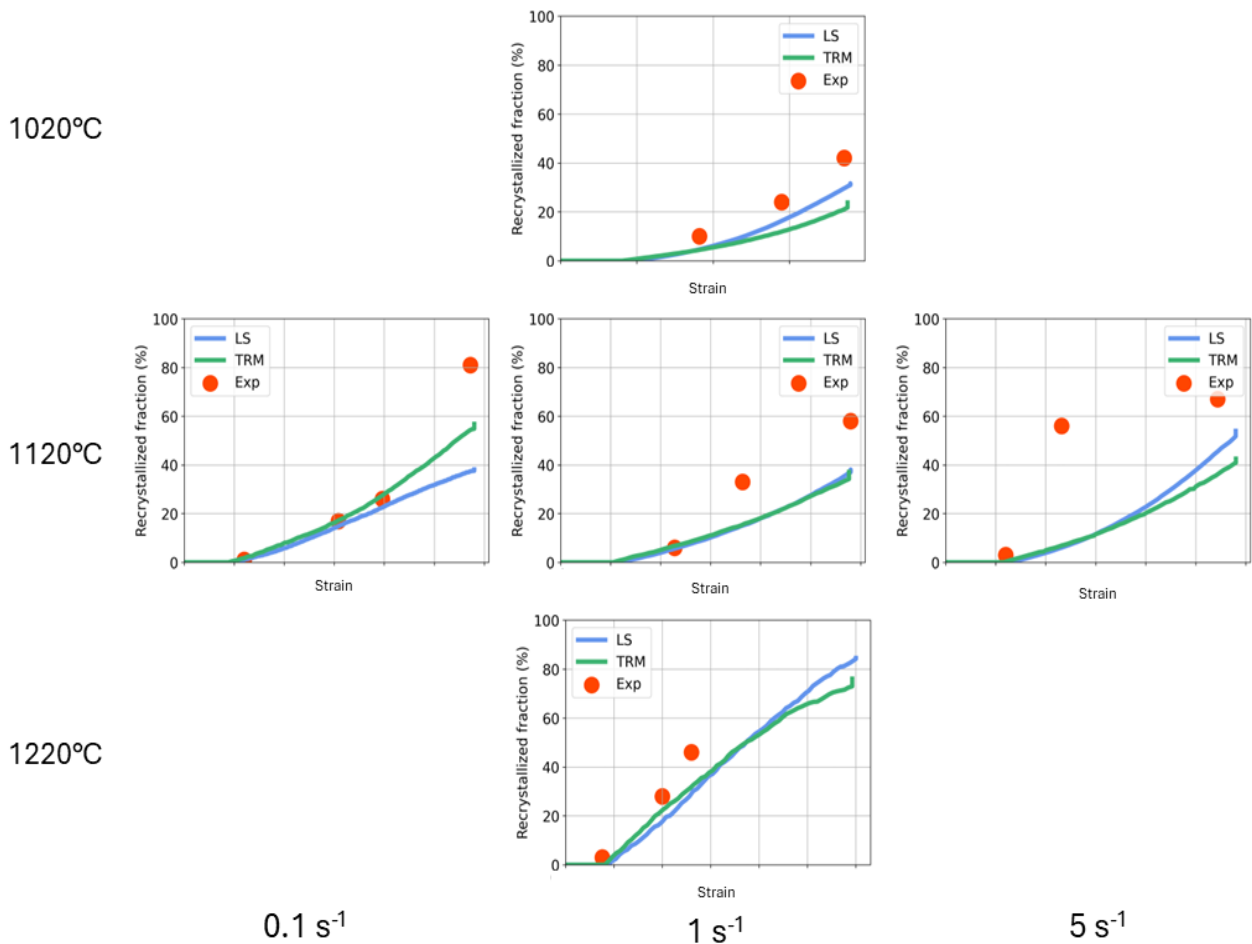 1020°C
Recrystallized fraction (%)
100
80
60
40
20
0
LS
TRM
Exp
Strain
1120°C
Recrystallized fraction (%)
100
80
60
40
20
0
LS
TRM
Exp
Strain
Recrystallized fraction (%)
100
80
60
40
20
0
LS
TRM
Exp
Strain
Recrystallized fraction (%)
100
80
60
40
20
0
LS
TRM
Exp
Strain
1220°C
Recrystallized fraction (%)
100
80
60
40
20
0
LS
TRM
Exp
Strain
0.1 s⁻¹
1 s⁻¹
5 s⁻¹